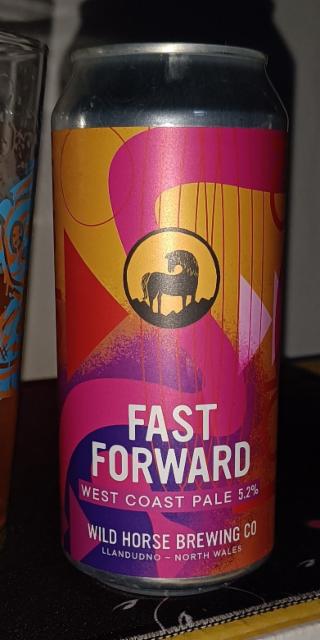 FAST
FORWARD
WEST COAST PALE 5.2%
WILD HORSE BREWING CO
LLANDUDNO – NORTH WALES